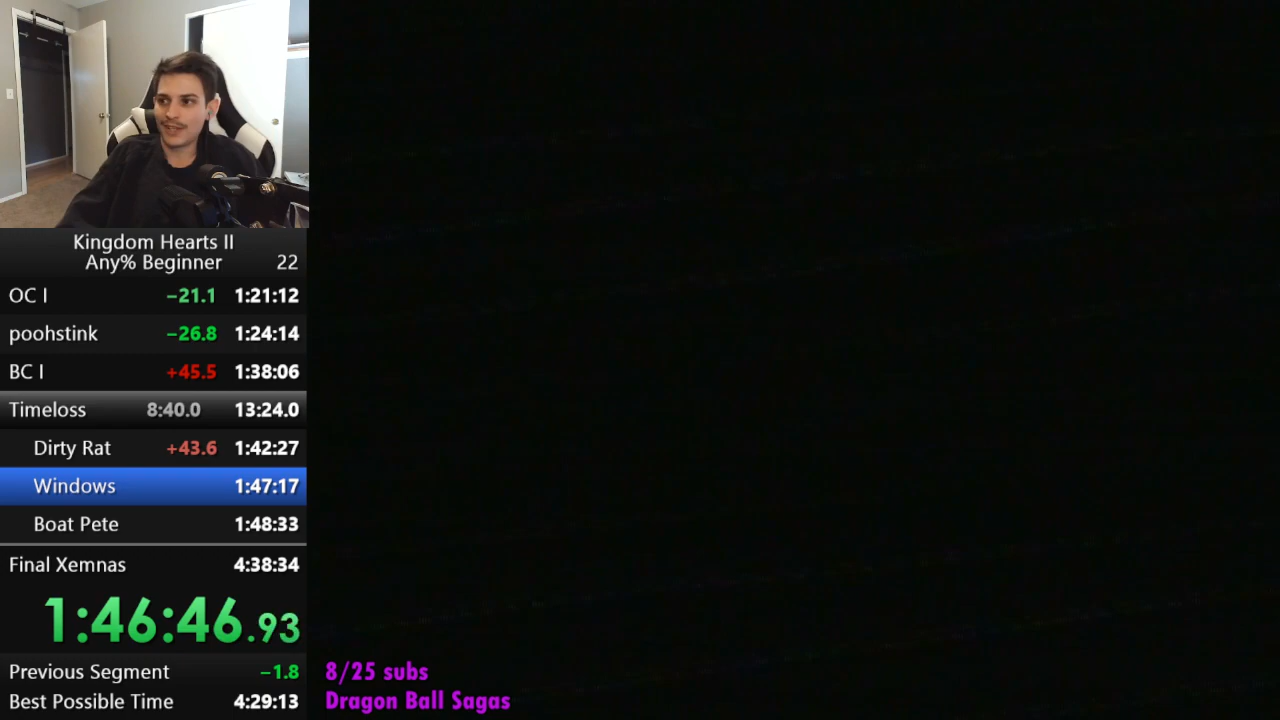 Kingdom Hearts II
Any% Beginner 22
OC I −21.1 1:21:12
poohstink −26.8 1:24:14
BC I +45.5 1:38:06
Timeloss 8:40.0 13:24.0
Dirty Rat +43.6 1:42:27
Windows 1:47:17
Boat Pete 1:48:33
Final Xemnas 4:38:34
1:46:46.93
Previous Segment −1.8
Best Possible Time 4:29:13
8/25 subs
Dragon Ball Sagas